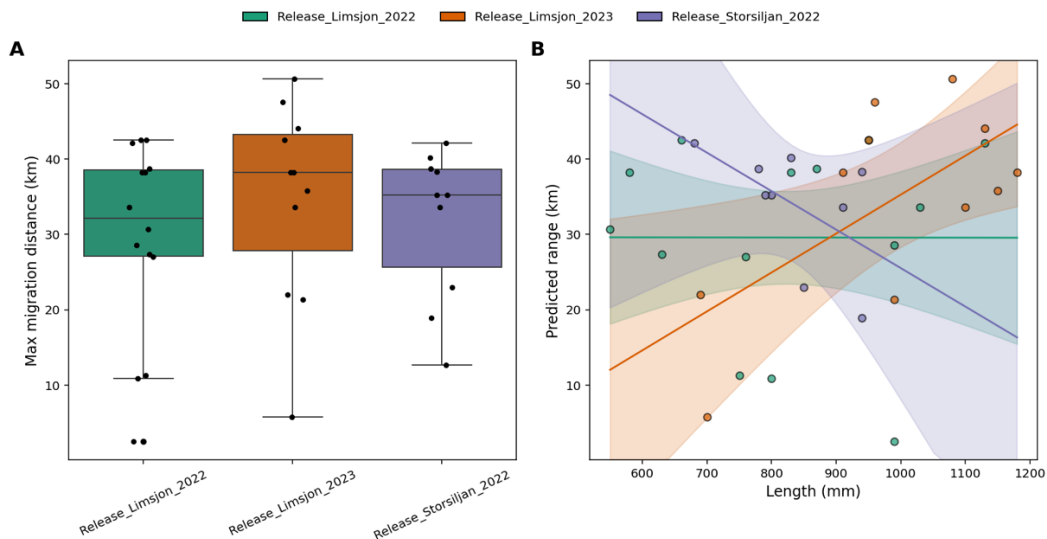 Release_Limsjon_2022 Release_Limsjon_2023 Release_Storsiljan_2022
A
B
Max migration distance (km)
50
40
30
20
10
Release_Limsjon_2022
Release_Limsjon_2023
Release_Storsiljan_2022
Predicted range (km)
50
40
30
20
10
600 700 800 900 1000 1100 1200
Length (mm)